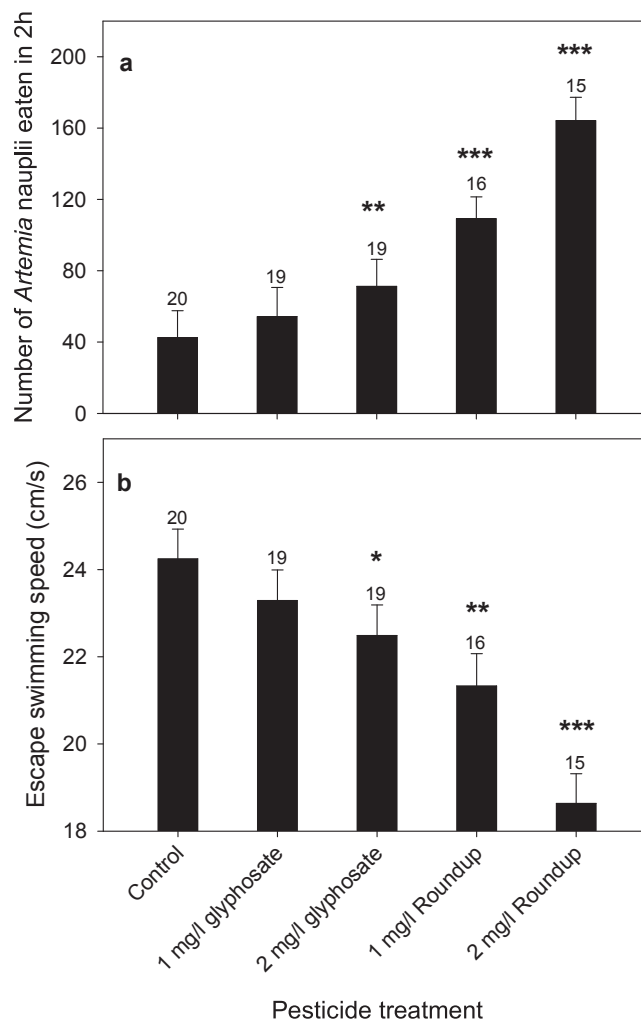 a
Number of Artemia nauplii eaten in 2h
200
160
120
80
40
0
20
19
**
19
***
16
***
15
b
Escape swimming speed (cm/s)
26
24
22
20
18
20
19
*
19
**
16
***
15
Control
1 mg/l glyphosate
2 mg/l glyphosate
1 mg/l Roundup
2 mg/l Roundup
Pesticide treatment